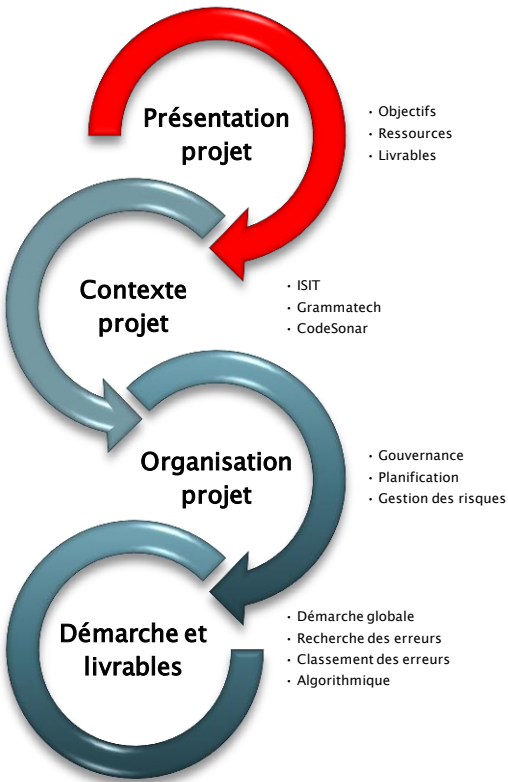 Présentation
projet
· Objectifs
· Ressources
· Livrables
Contexte
projet
· ISIT
· Grammatech
· CodeSonar
Organisation
projet
· Gouvernance
· Planification
· Gestion des risques
Démarche et
livrables
· Démarche globale
· Recherche des erreurs
· Classement des erreurs
· Algorithmique